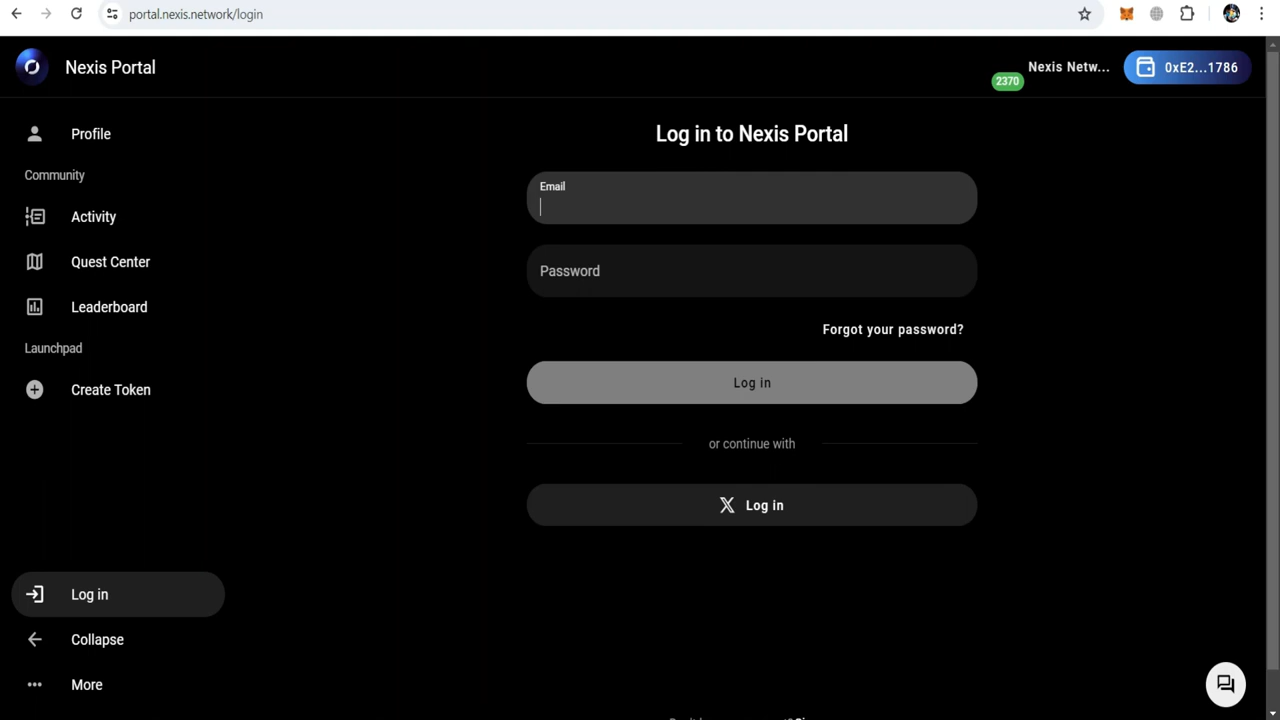 portal.nexis.network/login
Nexis Portal
Nexis Netw...
2370
0xE2...1786
Profile
Community
Activity
Quest Center
Leaderboard
Launchpad
Create Token
Log in
Collapse
More
Log in to Nexis Portal
Email
Password
Forgot your password?
Log in
or continue with
X Log in